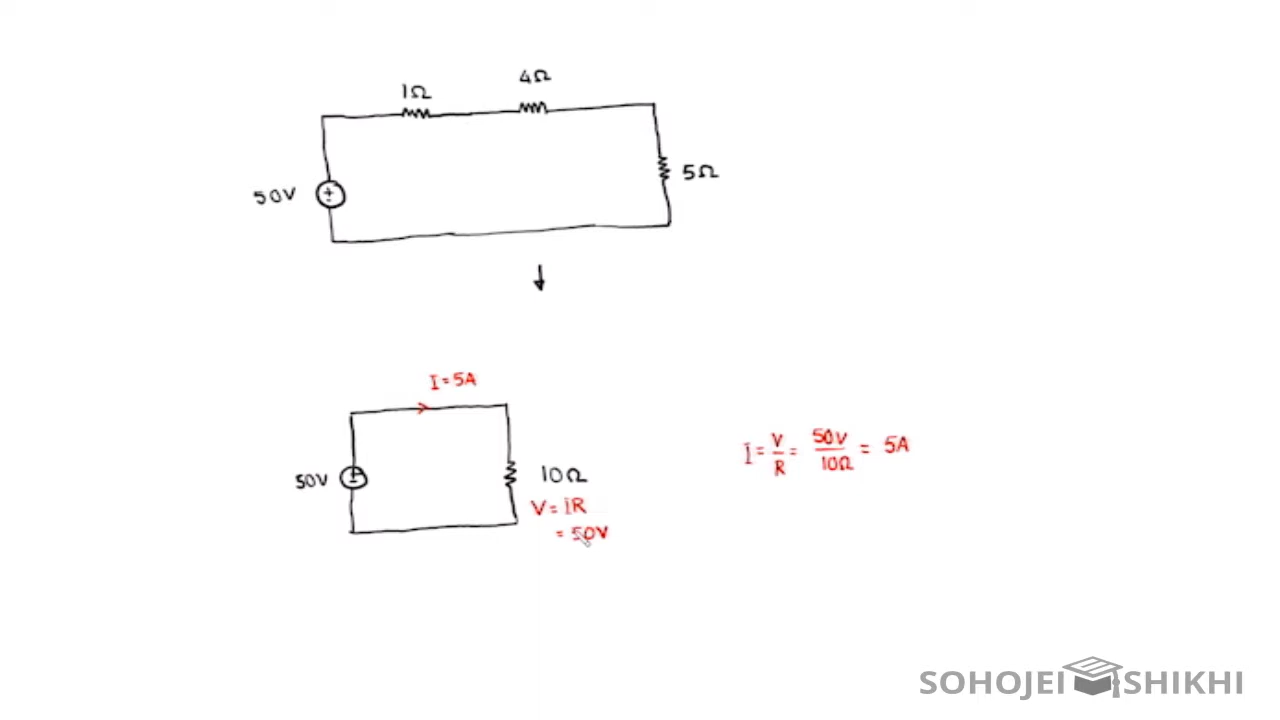 1Ω
4Ω
50V
5Ω
I = 5A
50V
10Ω
V = IR
= 50V
I = V/R = 50V/10Ω = 5A
SOHOJEI SHIKHI